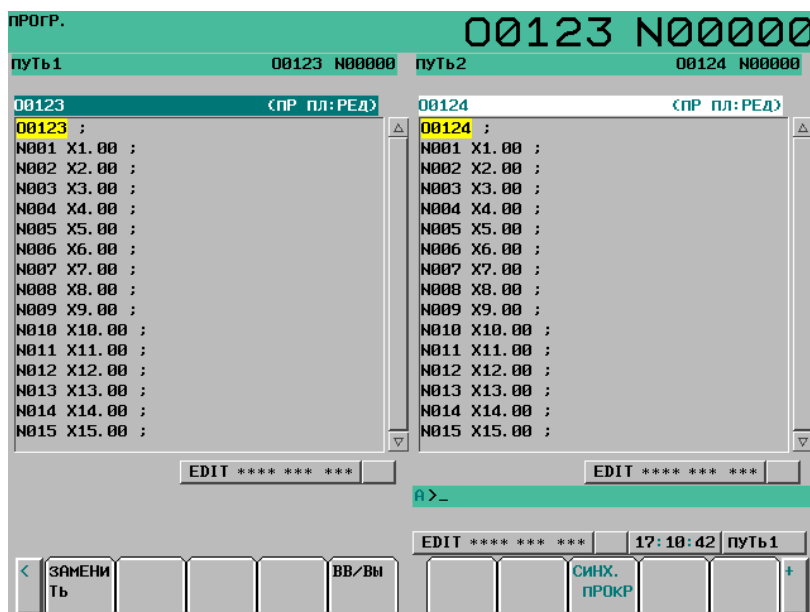 ПРОГР.
O0123 N00000
ПУТЬ1 O0123 N00000
ПУТЬ2 O0124 N00000
O0123 (ПР ПЛ:РЕД)
O0123 ;
N001 X1.00 ;
N002 X2.00 ;
N003 X3.00 ;
N004 X4.00 ;
N005 X5.00 ;
N006 X6.00 ;
N007 X7.00 ;
N008 X8.00 ;
N009 X9.00 ;
N010 X10.00 ;
N011 X11.00 ;
N012 X12.00 ;
N013 X13.00 ;
N014 X14.00 ;
N015 X15.00 ;
EDIT **** *** ***
O0124 (ПР ПЛ:РЕД)
O0124 ;
N001 X1.00 ;
N002 X2.00 ;
N003 X3.00 ;
N004 X4.00 ;
N005 X5.00 ;
N006 X6.00 ;
N007 X7.00 ;
N008 X8.00 ;
N009 X9.00 ;
N010 X10.00 ;
N011 X11.00 ;
N012 X12.00 ;
N013 X13.00 ;
N014 X14.00 ;
N015 X15.00 ;
EDIT **** *** ***
A>_
EDIT **** *** *** 17:10:42 ПУТЬ1
< ЗАМЕНИ
ТЬ
ВВ/ВЫ
СИНХ.
ПРОКР
+